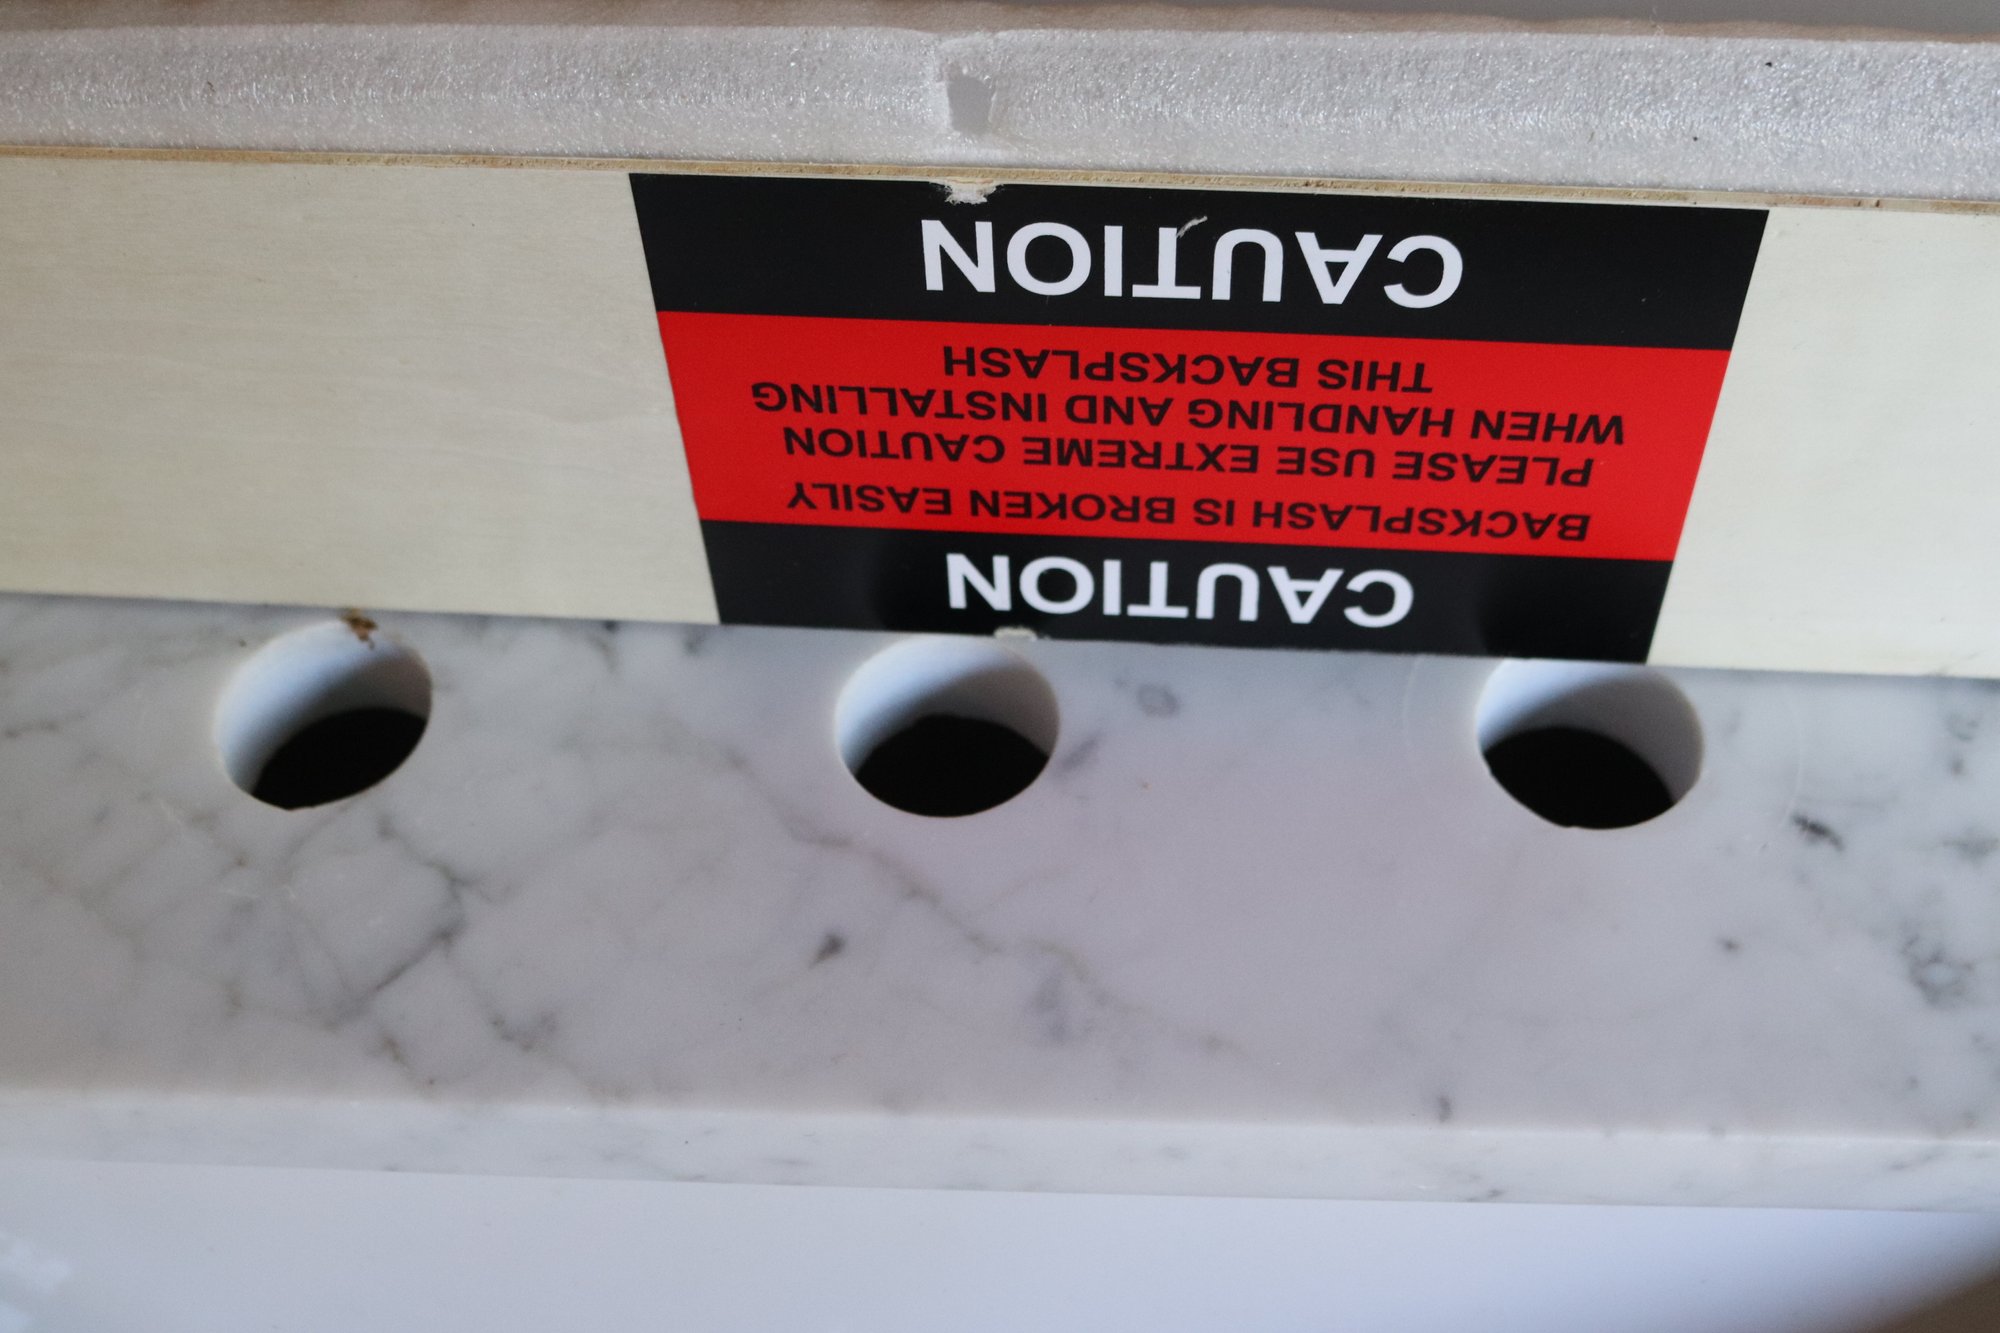 CAUTION
BACKSPLASH IS BROKEN EASILY
PLEASE USE EXTREME CAUTION
WHEN HANDLING AND INSTALLING
THIS BACKSPLASH
CAUTION